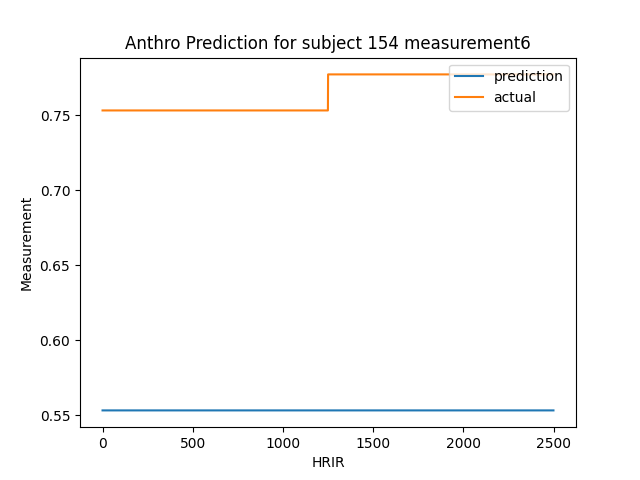 Anthro Prediction for subject 154 measurement6
prediction
actual
Measurement
0.75
0.70
0.65
0.60
0.55
0
500
1000
1500
2000
2500
HRIR